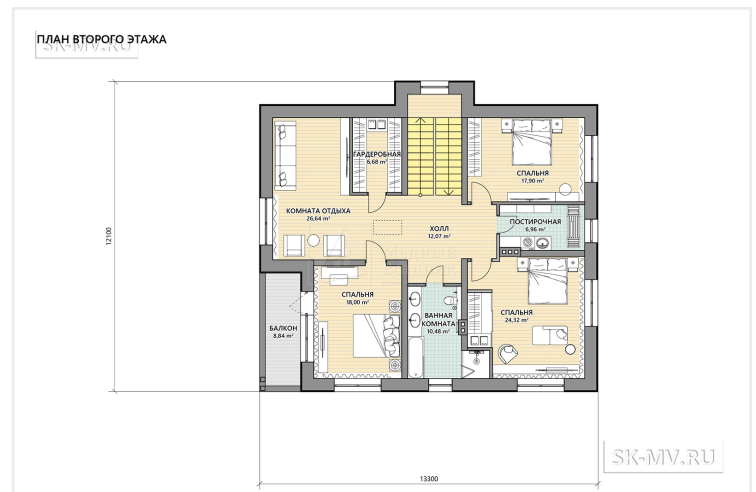 ПЛАН ВТОРОГО ЭТАЖА
SK-MV.RU
ГАРДЕРОБНАЯ
6,68 m²
СПАЛЬНЯ
17,90 m²
КОМНАТА ОТДЫХА
26,64 m²
ХОЛЛ
12,07 m²
ПОСТИРОЧНАЯ
6,96 m²
12100
СПАЛЬНЯ
18,00 m²
БАЛКОН
8,84 m²
ВАННАЯ
КОМНАТА
10,48 m²
СПАЛЬНЯ
24,32 m²
SK-MV.RU
13300